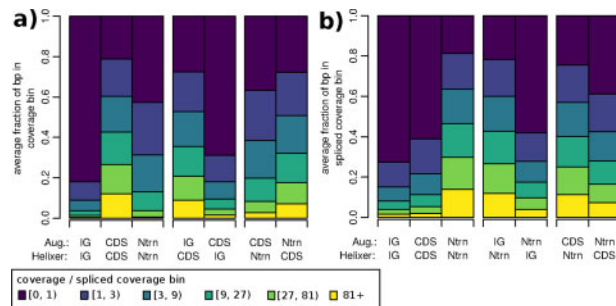 a)
average fraction of bp in
coverage bin
1.0
0.8
0.6
0.4
0.2
0.0
Aug.: IG CDS Ntrn IG CDS CDS Ntrn
Helixer: IG CDS Ntrn CDS IG Ntrn CDS
b)
average fraction of bp in
spliced coverage bin
1.0
0.8
0.6
0.4
0.2
0.0
IG CDS Ntrn IG Ntrn CDS Ntrn
IG CDS Ntrn Ntrn IG Ntrn CDS
coverage / spliced coverage bin
[0, 1) [1, 3) [3, 9) [9, 27) [27, 81) 81+